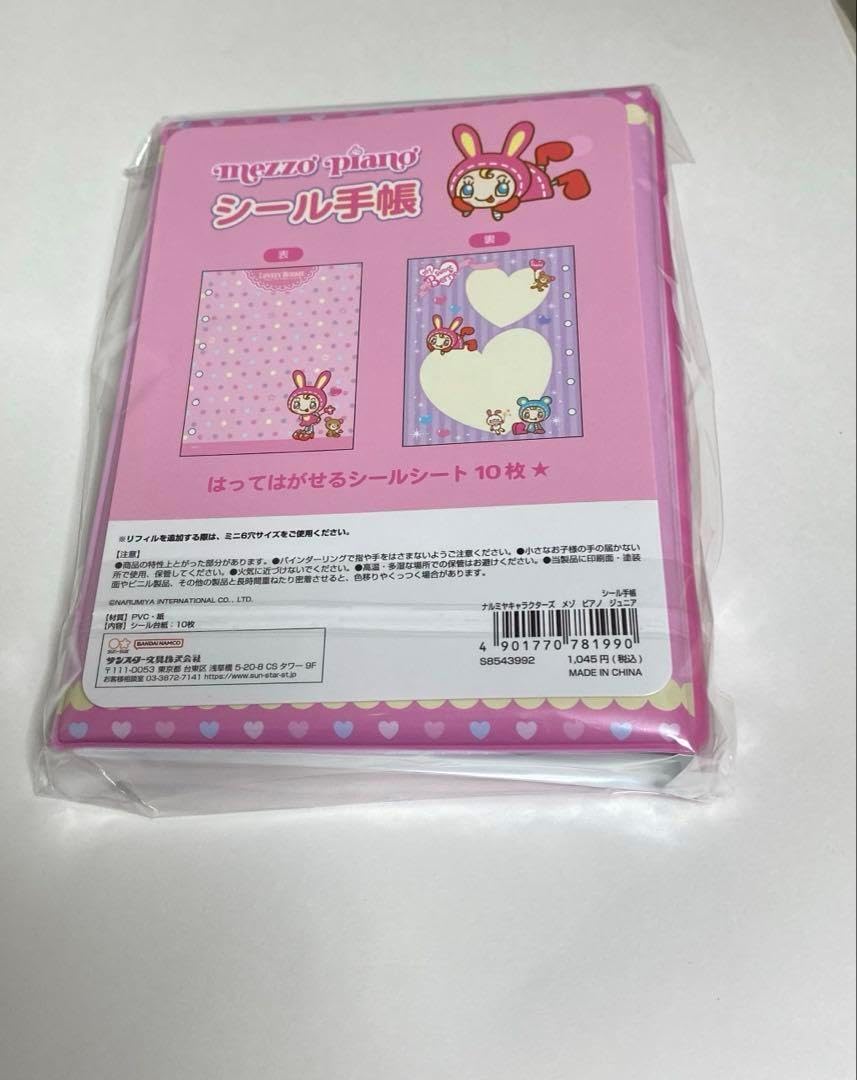 mezzo piano
シール手帳
表
裏
LOVELY BERRIE
はってはがせるシールシート10枚★
※リフィルを追加する際は、ミニ6穴サイズをご使用ください。
【注意】
●商品の特性上とがった部分があります。●バインダーリングで指や手をはさまないようご注意ください。●小さなお子様の手の届かない
所で使用、保管してください。●火気に近づけないでください。●高温・多湿な場所での保管はお避けください。●当製品に印刷面・塗装
面やビニル製品、その他の製品と長時間重ねたり密着させると、色移りやくっつく場合があります。
©NARUMIYA INTERNATIONAL CO., LTD.
【材質】PVC・紙
【内容】シール台紙：10枚
SUN-STAR
BANDAI NAMCO
サンスター文具株式会社
〒111-0053 東京都 台東区 浅草橋 5-20-8 CS タワー 9F
お客様相談室 03-3872-7141 https://www.sun-star-st.jp
シール手帳
ナルミヤキャラクターズ メゾ ピアノ ジュニア
4 901770 781990
S8543992 1,045円(税込)
MADE IN CHINA